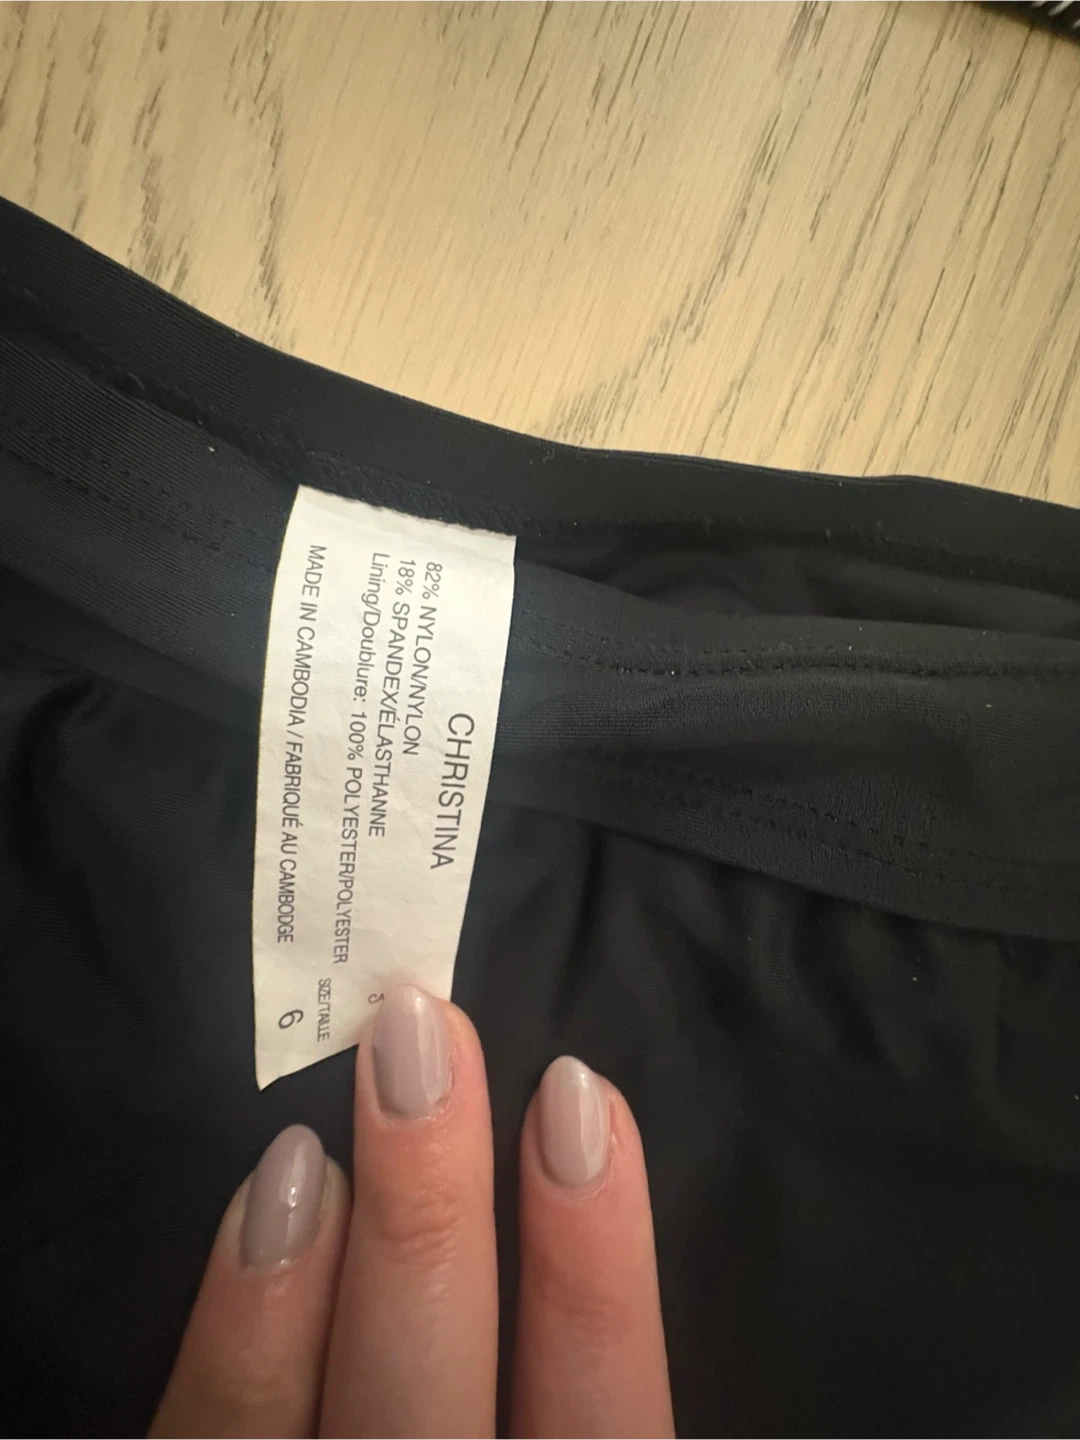 CHRISTINA
82% NYLON/NYLON
18% SPANDEX/ÉLASTHANNE
Lining/Doublure: 100% POLYESTER/POLYESTER
MADE IN CAMBODIA / FABRIQUÉ AU CAMBODGE
SIZE/TAILLE
6